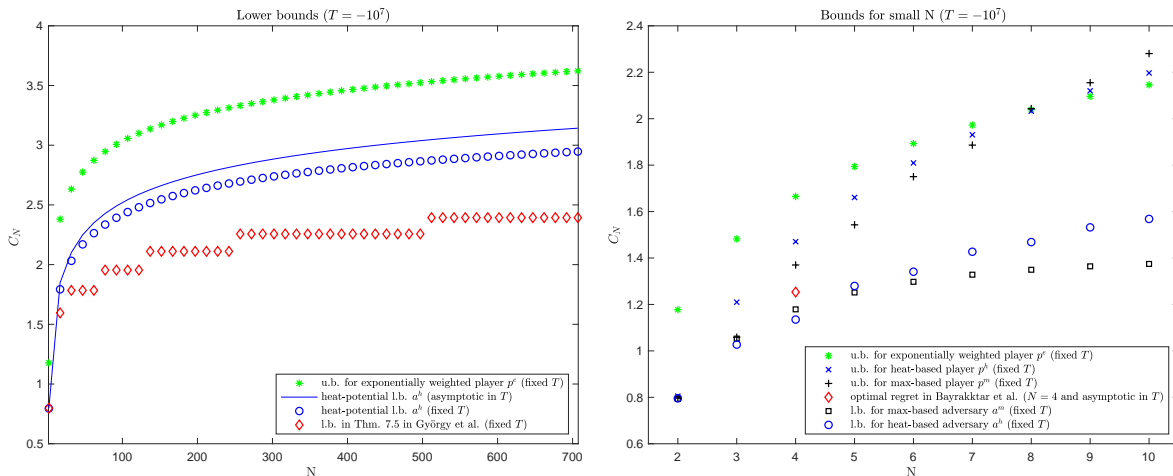 Lower bounds (T = −10^7)
4
3.5
3
2.5
2
1.5
1
0.5
C_N
100
200
300
400
500
600
700
N
u.b. for exponentially weighted player p^e (fixed T)
heat-potential l.b. a^h (asymptotic in T)
heat-potential l.b. a^h (fixed T)
l.b. in Thm. 7.5 in György et al. (fixed T)
Bounds for small N (T = −10^7)
2.4
2.2
2
1.8
1.6
1.4
1.2
1
0.8
0.6
C_N
2
3
4
5
6
7
8
9
10
N
u.b. for exponentially weighted player p^e (fixed T)
u.b. for heat-based player p^h (fixed T)
u.b. for max-based player p^m (fixed T)
optimal regret in Bayrakktar et al. (N = 4 and asymptotic in T)
l.b. for max-based adversary a^m (fixed T)
l.b. for heat-based adversary a^h (fixed T)